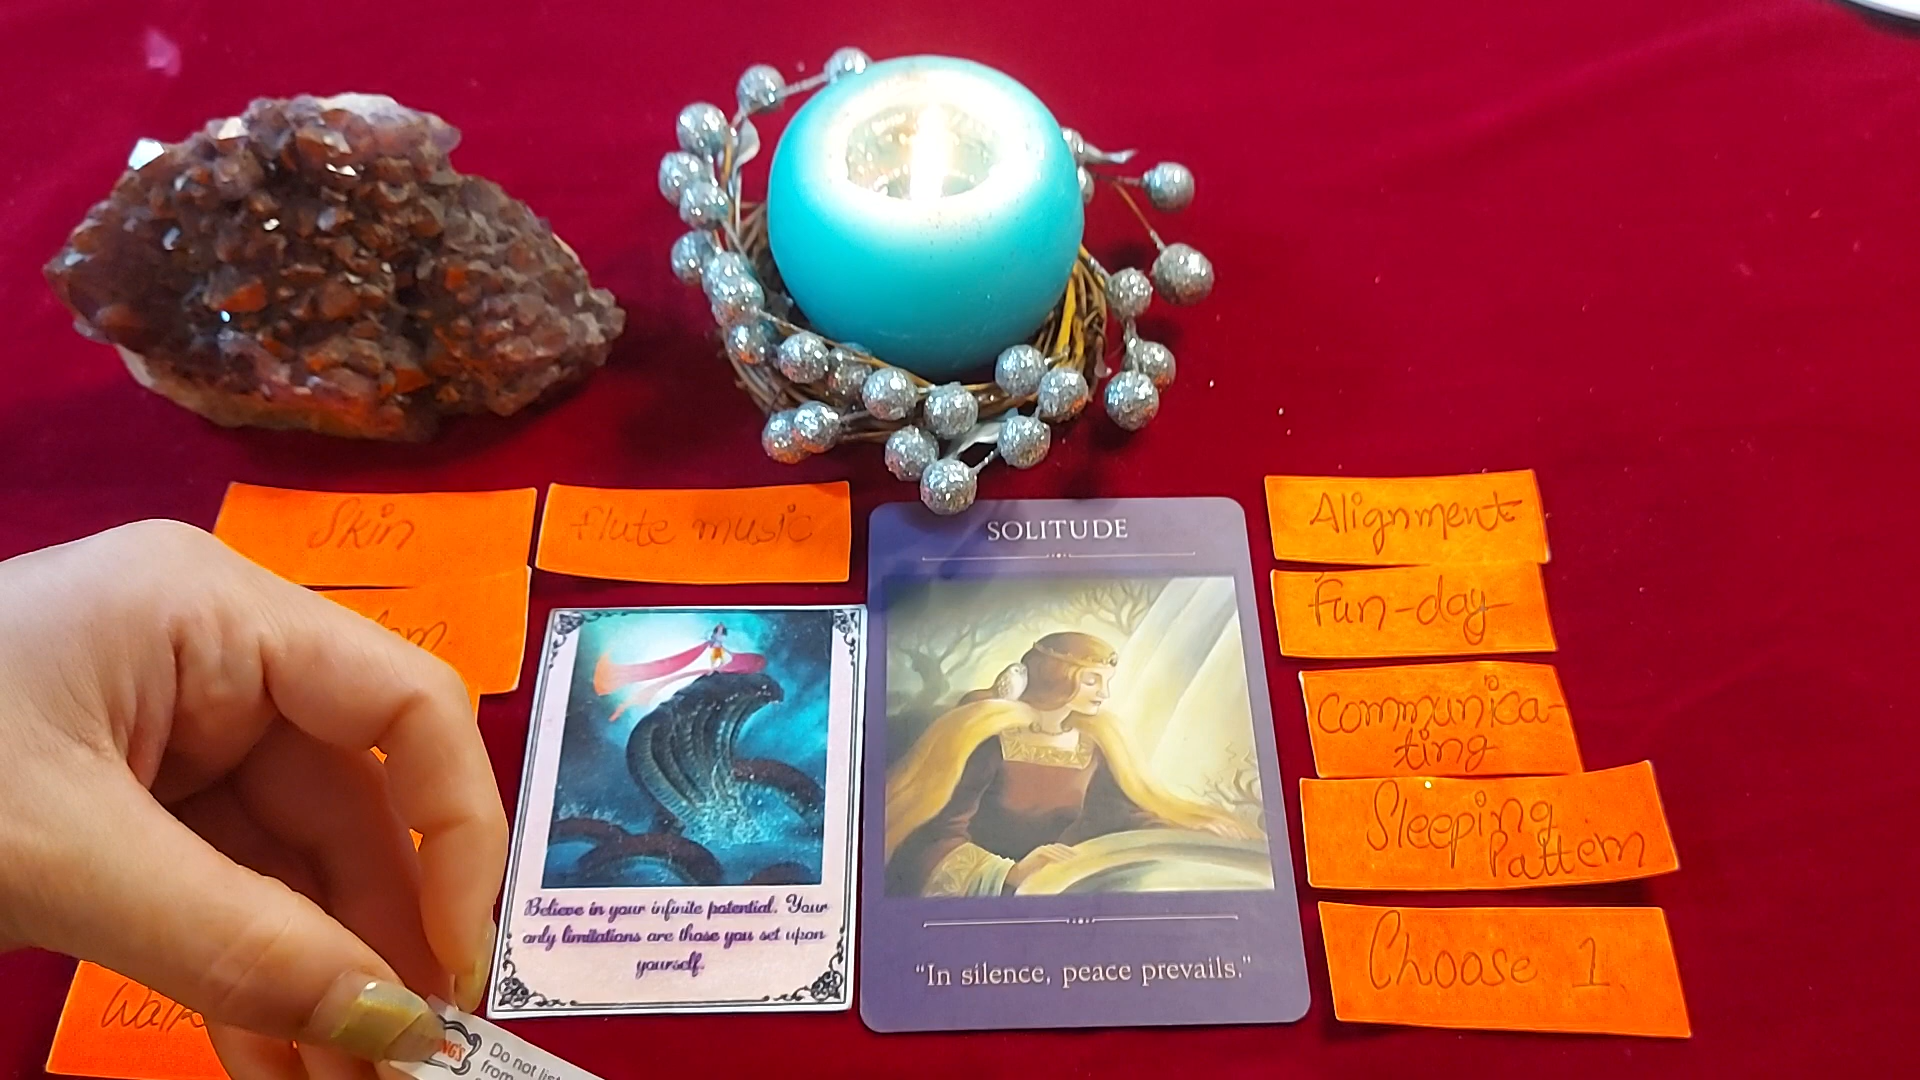 Skin
flute music
SOLITUDE
"In silence, peace prevails."
Believe in your infinite potential. Your
only limitations are those you set upon
yourself.
Alignment
fun-day
Communica-
ting
Sleeping
Pattern
Choose 1.
Do not
from